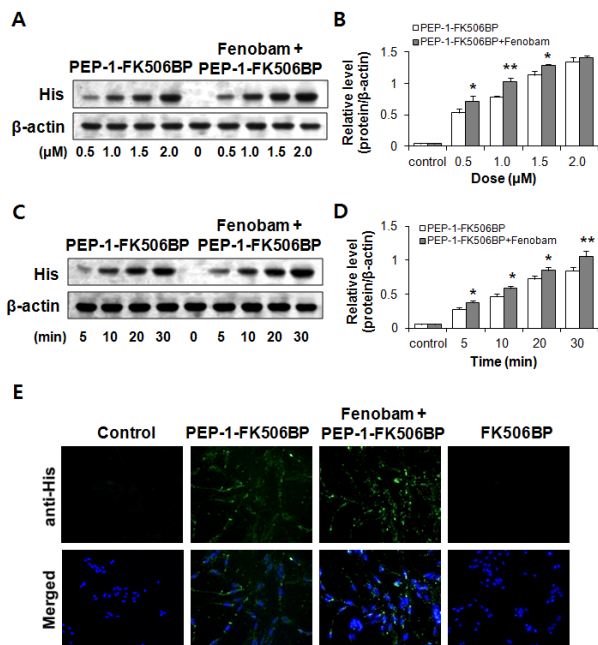 A
Fenobam +
PEP-1-FK506BP PEP-1-FK506BP
His
β-actin
(μM) 0.5 1.0 1.5 2.0 0 0.5 1.0 1.5 2.0
B
PEP-1-FK506BP
PEP-1-FK506BP+Fenobam
Relative level
(protein/β-actin)
1.5
1
0.5
0
* ** *
control 0.5 1.0 1.5 2.0
Dose (μM)
C
Fenobam +
PEP-1-FK506BP PEP-1-FK506BP
His
β-actin
(min) 5 10 20 30 0 5 10 20 30
D
PEP-1-FK506BP
PEP-1-FK506BP+Fenobam
Relative level
(protein/β-actin)
1.5
1
0.5
0
* * * **
control 5 10 20 30
Time (min)
E
Fenobam +
Control PEP-1-FK506BP PEP-1-FK506BP FK506BP
anti-His
Merged